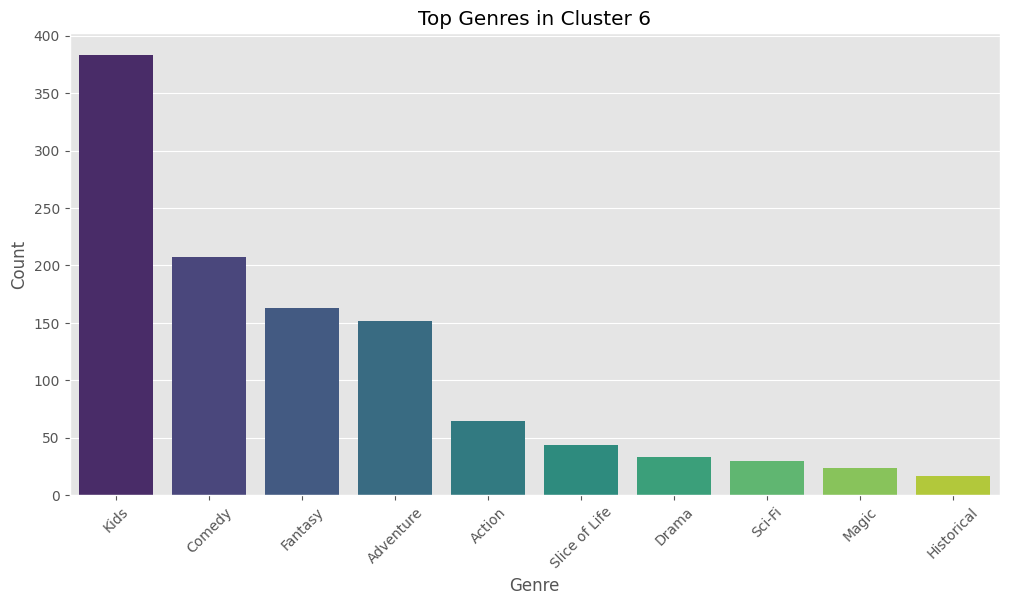 Top Genres in Cluster 6
400
350
300
250
200
150
100
50
0
Count
Kids
Comedy
Fantasy
Adventure
Action
Slice of Life
Drama
Sci-Fi
Magic
Historical
Genre